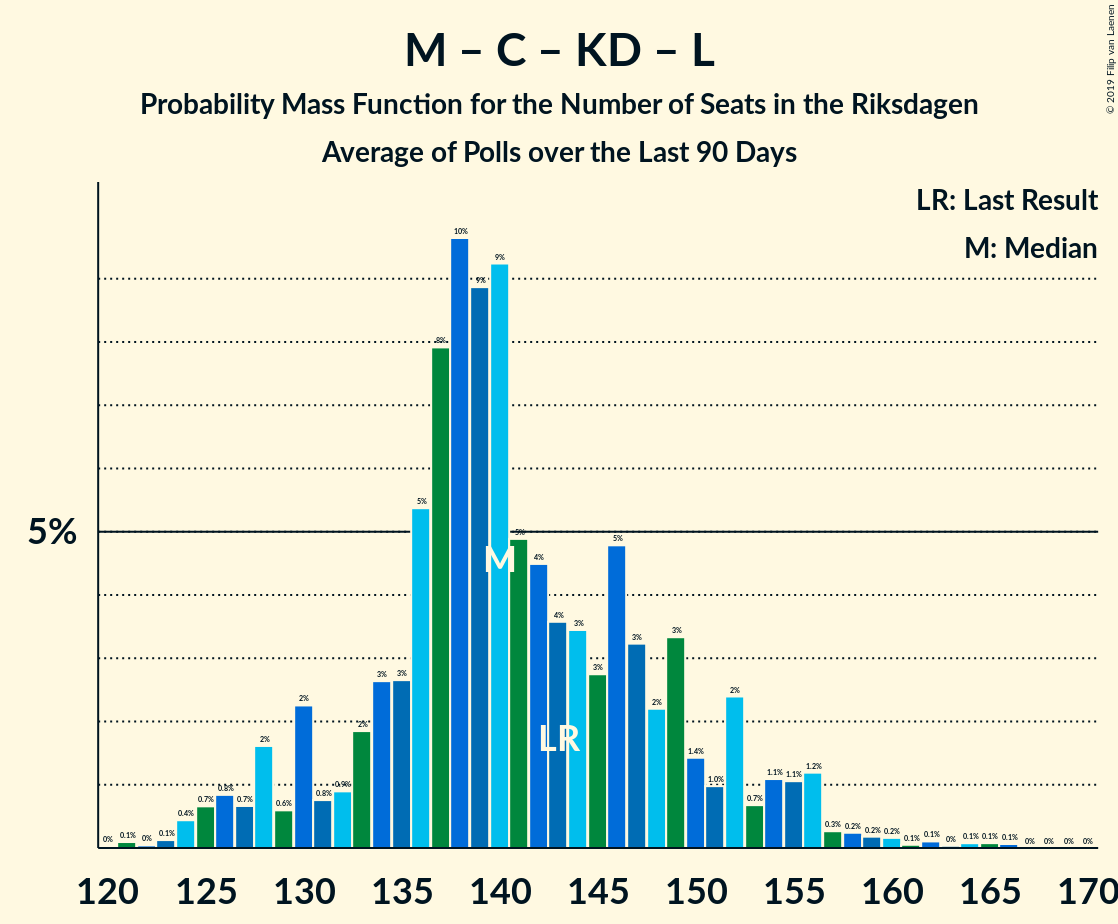 M – C – KD – L
Probability Mass Function for the Number of Seats in the Riksdagen
Average of Polls over the Last 90 Days
© 2019 Filip van Laenen
LR: Last Result
M: Median
5%
0% 0.1% 0% 0.1% 0.4% 0.7% 0.8% 0.7% 2% 0.6% 2% 0.8% 0.9% 2% 3% 3% 5% 8% 10% 9% 9% 5% 4% 4% 3% 3% 5% 3% 2% 3% 1.4% 1.0% 2% 0.7% 1.1% 1.1% 1.2% 0.3% 0.2% 0.2% 0.2% 0.1% 0.1% 0% 0.1% 0.1% 0.1% 0% 0% 0% 0%
M
LR
120 125 130 135 140 145 150 155 160 165 170